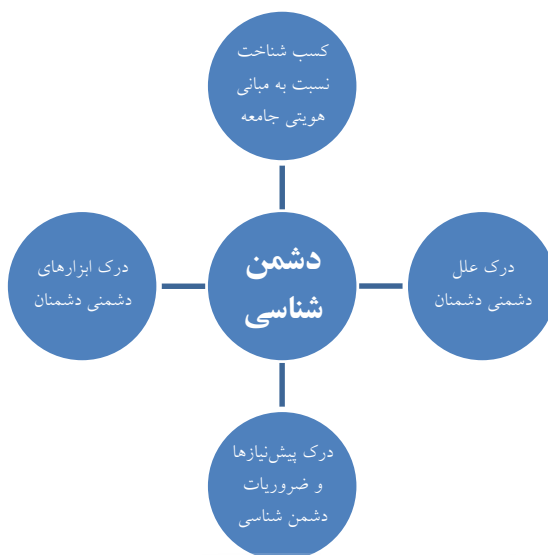 کسب شناخت
نسبت به مبانی
هویتی جامعه
دشمن
شناسی
درک علل
دشمنی دشمنان
درک پیش‌نیازها
و ضروریات
دشمن شناسی
درک ابزارهای
دشمنی دشمنان